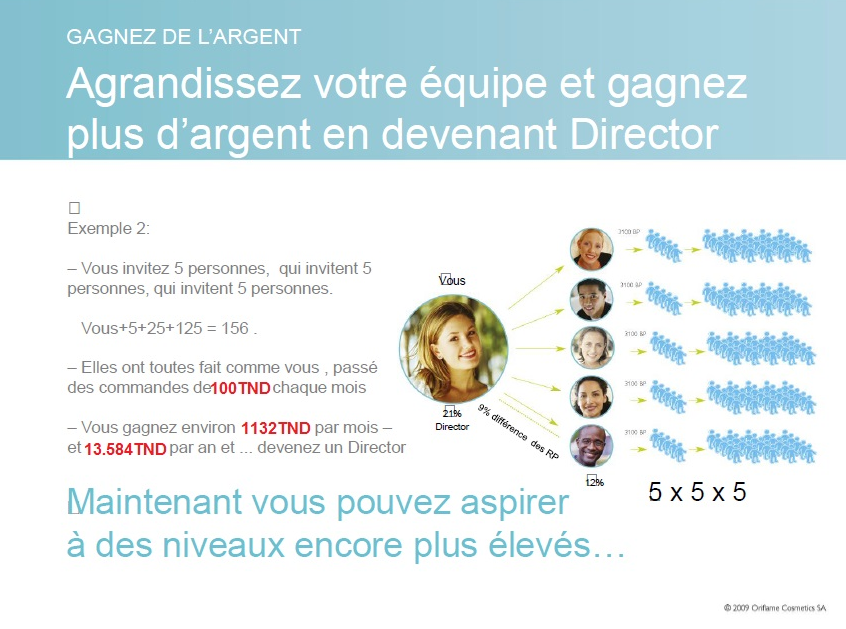 GAGNEZ DE L'ARGENT
Agrandissez votre équipe et gagnez
plus d'argent en devenant Director
Exemple 2:
– Vous invitez 5 personnes, qui invitent 5
personnes, qui invitent 5 personnes.
Vous+5+25+125 = 156 .
– Elles ont toutes fait comme vous , passé
des commandes de 100TND chaque mois
– Vous gagnez environ 1132TND par mois –
et 13.584TND par an et ... devenez un Director
Vous
21%
Director
9% différence des RP
3100 BP
3100 BP
3100 BP
3100 BP
3100 BP
12%
5 x 5 x 5
Maintenant vous pouvez aspirer
à des niveaux encore plus élevés…
© 2009 Oriflame Cosmetics SA